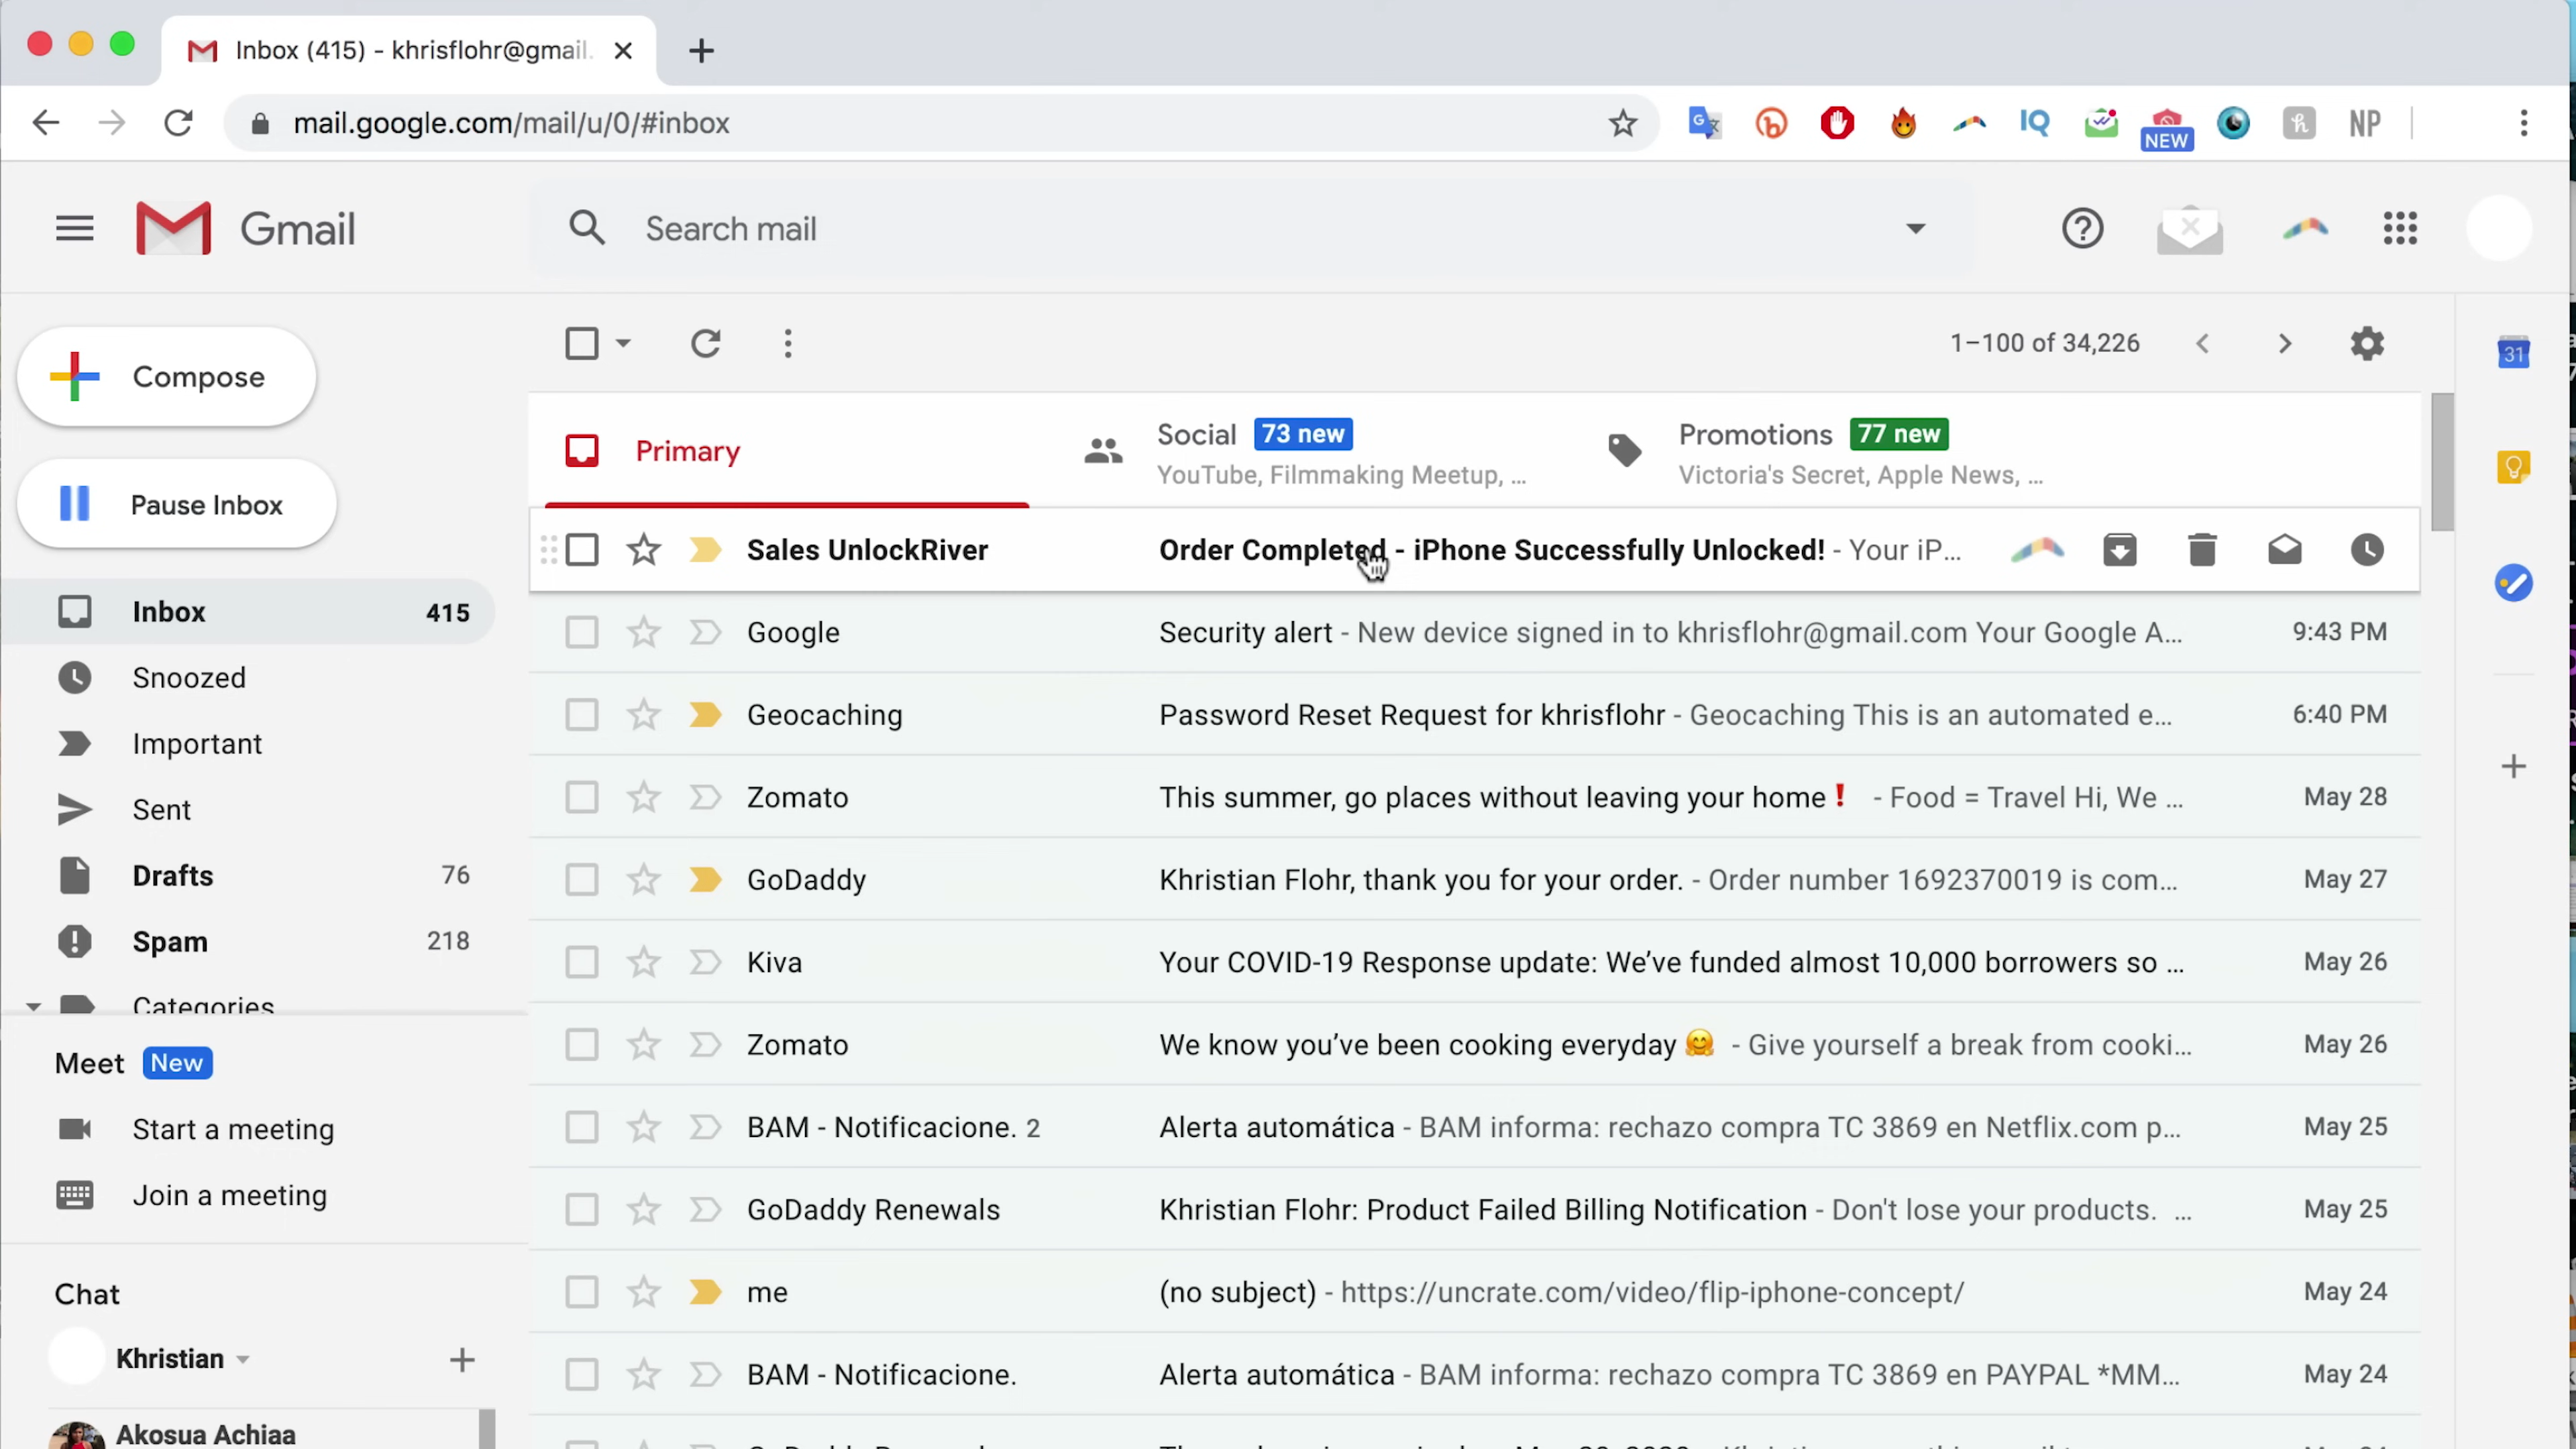 Inbox (415) - khrisflohr@gmail.
mail.google.com/mail/u/0/#inbox
IQ
NEW
h
NP
Gmail
Search mail
Compose
1–100 of 34,226
31
Primary
Social 73 new
YouTube, Filmmaking Meetup, ...
Promotions 77 new
Victoria's Secret, Apple News, ...
Pause Inbox
Sales UnlockRiver Order Completed - iPhone Successfully Unlocked! - Your iP...
Inbox 415
Google Security alert - New device signed in to khrisflohr@gmail.com Your Google A... 9:43 PM
Snoozed
Geocaching Password Reset Request for khrisflohr - Geocaching This is an automated e... 6:40 PM
Important
Zomato This summer, go places without leaving your home❗ - Food = Travel Hi, We ... May 28
Sent
Drafts 76
GoDaddy Khristian Flohr, thank you for your order. - Order number 1692370019 is com... May 27
Spam 218
Kiva Your COVID-19 Response update: We’ve funded almost 10,000 borrowers so ... May 26
Categories
Zomato We know you’ve been cooking everyday 🤗 - Give yourself a break from cooki... May 26
Meet New
Start a meeting
BAM - Notificacione. 2 Alerta automática - BAM informa: rechazo compra TC 3869 en Netflix.com p... May 25
Join a meeting
GoDaddy Renewals Khristian Flohr: Product Failed Billing Notification - Don't lose your products. ... May 25
Chat
me (no subject) - https://uncrate.com/video/flip-iphone-concept/ May 24
Khristian
BAM - Notificacione. Alerta automática - BAM informa: rechazo compra TC 3869 en PAYPAL *MM... May 24
Akosua Achiaa